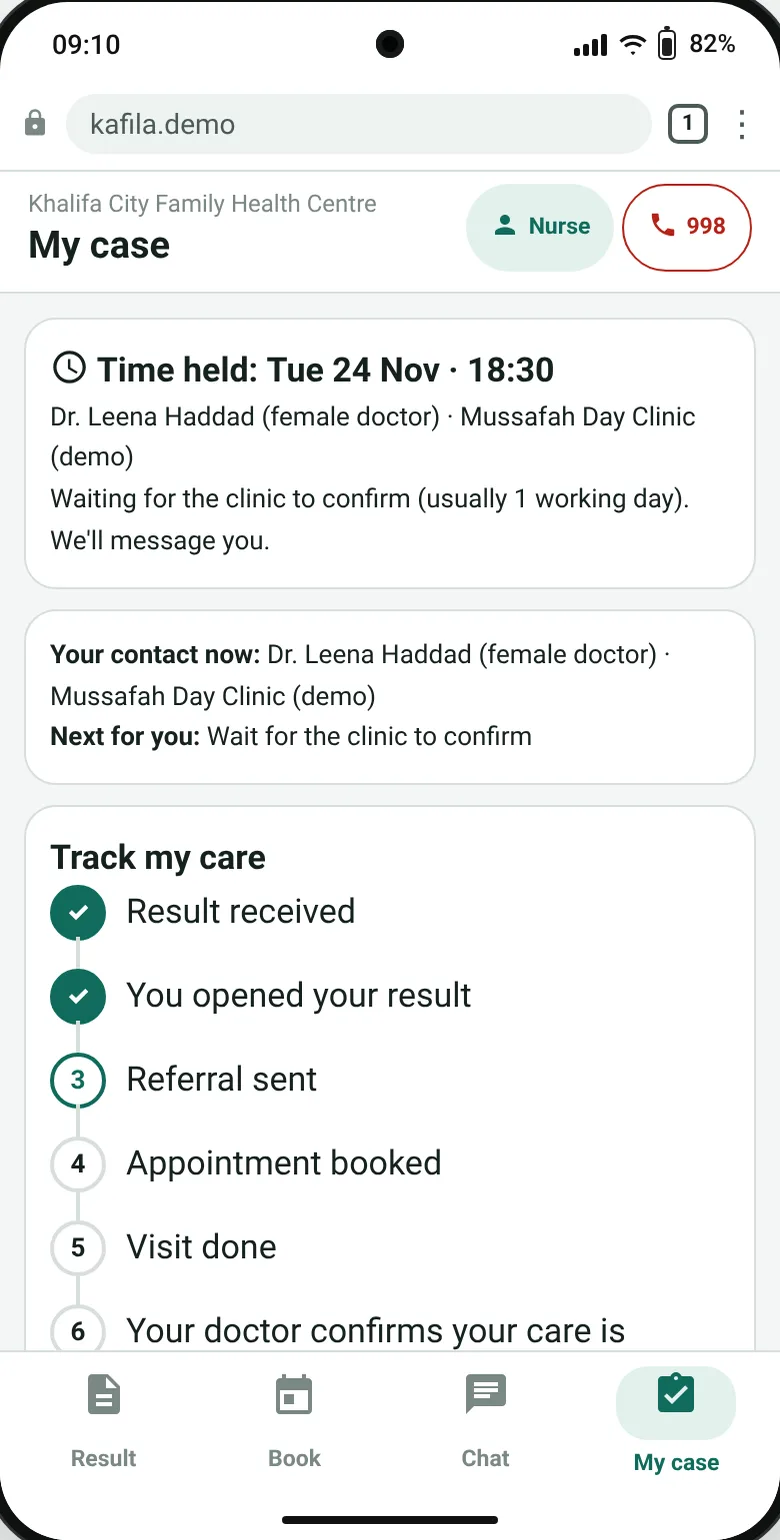 09:10
82%
kafila.demo
1
Khalifa City Family Health Centre
My case
Nurse
998
Time held: Tue 24 Nov · 18:30
Dr. Leena Haddad (female doctor) · Mussafah Day Clinic
(demo)
Waiting for the clinic to confirm (usually 1 working day).
We'll message you.
Your contact now: Dr. Leena Haddad (female doctor) ·
Mussafah Day Clinic (demo)
Next for you: Wait for the clinic to confirm
Track my care
Result received
You opened your result
3 Referral sent
4 Appointment booked
5 Visit done
6 Your doctor confirms your care is
Result
Book
Chat
My case